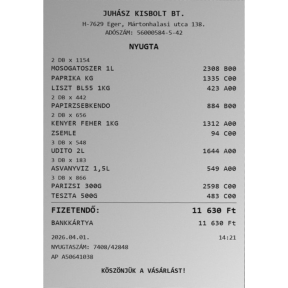 JUHÁSZ KISBOLT BT.
H-7629 Eger, Mártonhalasi utca 138.
ADÓSZÁM: 56000584-5-42
NYUGTA
2 DB x 1154
MOSOGATOSZER 1L 2308 B00
PAPRIKA KG 1335 C00
LISZT BL55 1KG 423 A00
2 DB x 442
PAPIRZSEBKENDO 884 B00
2 DB x 656
KENYER FEHER 1KG 1312 A00
ZSEMLE 94 C00
3 DB x 548
UDITO 2L 1644 A00
3 DB x 183
ASVANYVIZ 1,5L 549 A00
3 DB x 866
PARIZSI 300G 2598 C00
TESZTA 500G 483 C00
FIZETENDŐ: 11 630 Ft
BANKKÁRTYA 11 630 Ft
2026.04.01. 14:21
NYUGTASZÁM: 7408/42848
AP A50641038
KÖSZÖNJÜK A VÁSÁRLÁST!